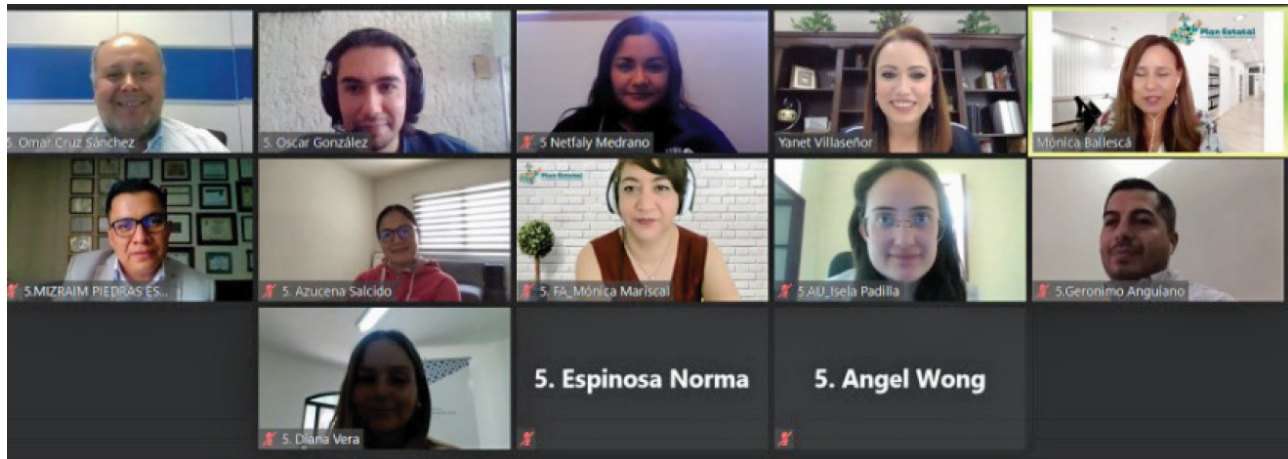 5. Omar Cruz Sánchez
5. Oscar González
5 Netfaly Medrano
Yanet Villaseñor
Plan Estatal
Mónica Ballescá
5.MIZRAIM PIEDRAS ES...
5. Azucena Salcido
Plan Estatal
5. FA_Mónica Mariscal
5.AU_Isela Padilla
5.Geronimo Anguiano
5. Diana Vera
5. Espinosa Norma
5. Angel Wong